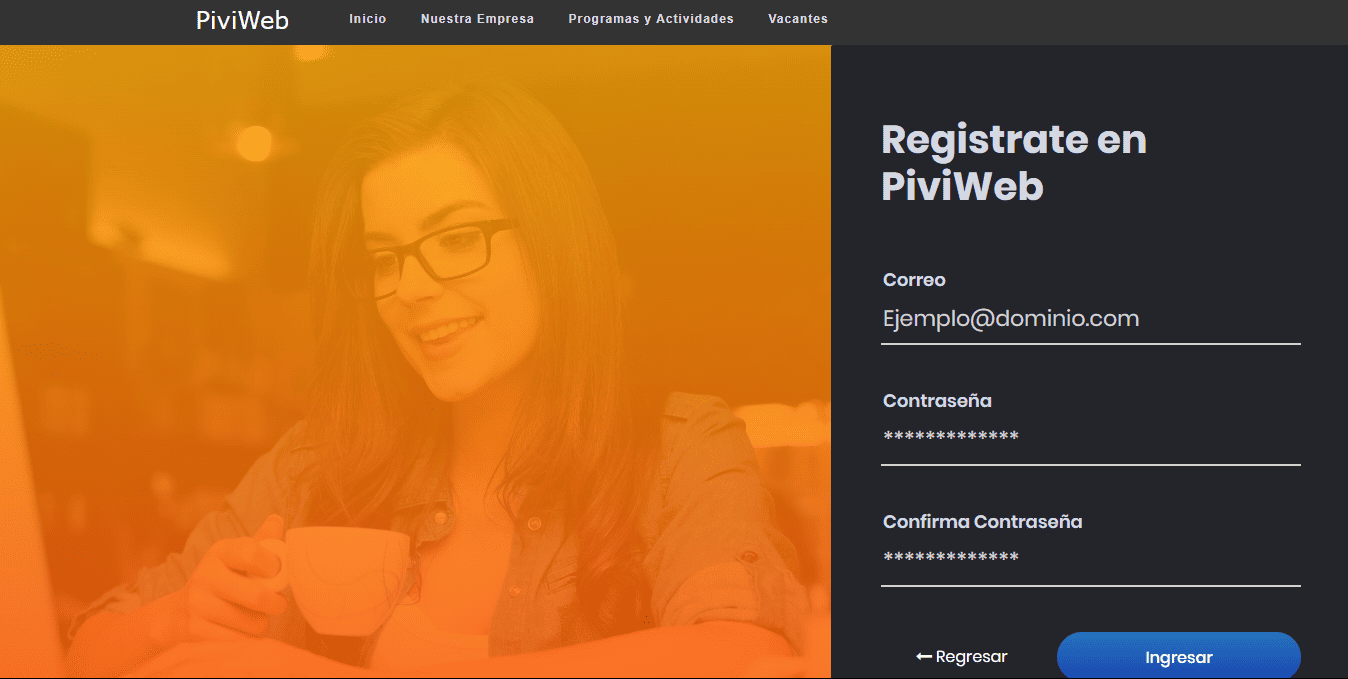 PiviWeb Inicio Nuestra Empresa Programas y Actividades Vacantes
Registrate en
PiviWeb
Correo
Ejemplo@dominio.com
Contraseña
*************
Confirma Contraseña
*************
Regresar Ingresar